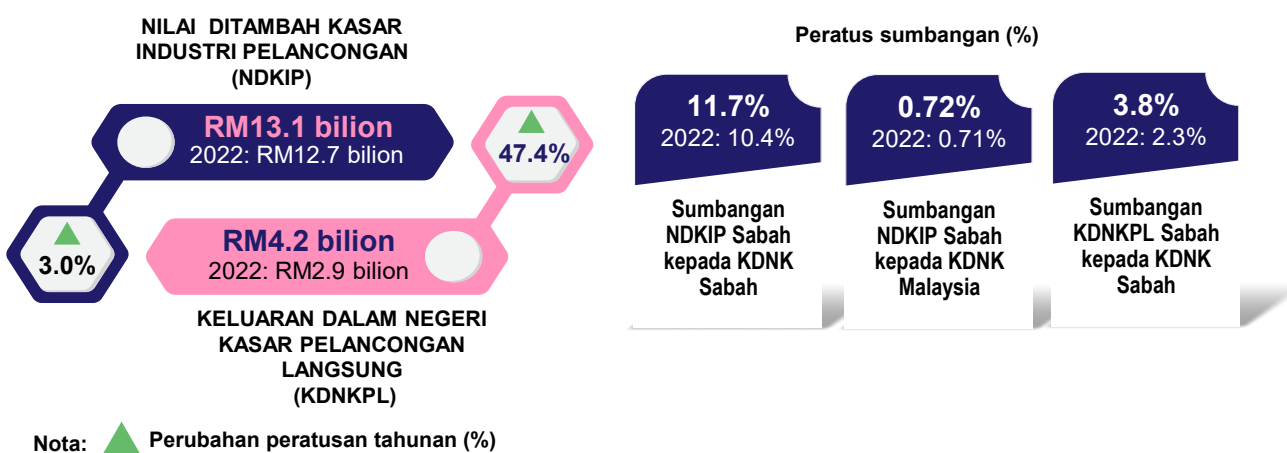 NILAI DITAMBAH KASAR
INDUSTRI PELANCONGAN
(NDKIP)
RM13.1 bilion
2022: RM12.7 bilion
47.4%
3.0%
RM4.2 bilion
2022: RM2.9 bilion
KELUARAN DALAM NEGERI
KASAR PELANCONGAN
LANGSUNG
(KDNKPL)
Nota: Perubahan peratusan tahunan (%)
Peratus sumbangan (%)
11.7%
2022: 10.4%
Sumbangan
NDKIP Sabah
kepada KDNK
Sabah
0.72%
2022: 0.71%
Sumbangan
NDKIP Sabah
kepada KDNK
Malaysia
3.8%
2022: 2.3%
Sumbangan
KDNKPL Sabah
kepada KDNK
Sabah